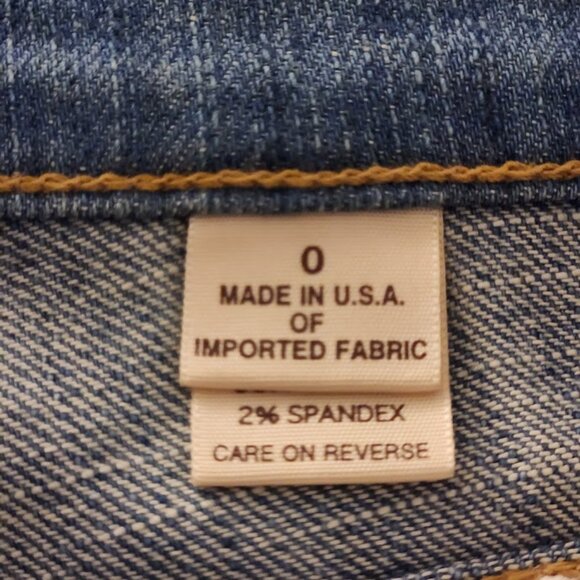 0
MADE IN U.S.A.
OF
IMPORTED FABRIC
2% SPANDEX
CARE ON REVERSE